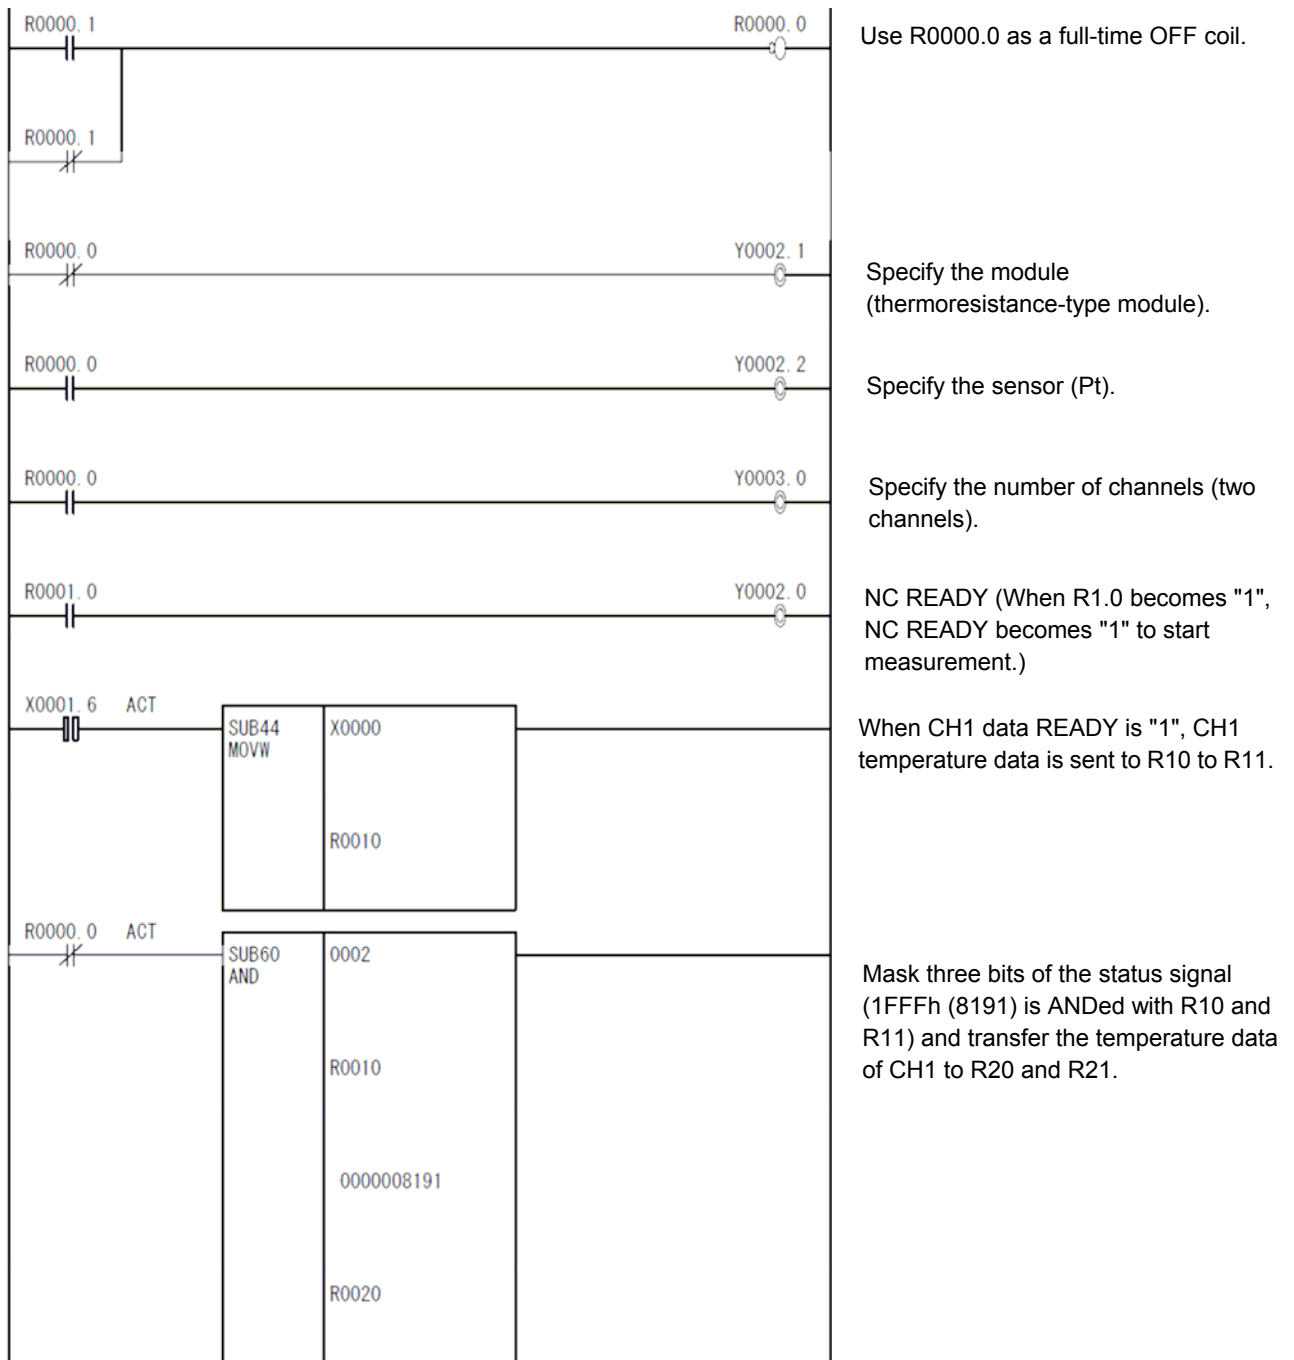 R0000.1
R0000.0
Use R0000.0 as a full-time OFF coil.
R0000.1
R0000.0
Y0002.1
Specify the module
(thermoresistance-type module).
R0000.0
Y0002.2
Specify the sensor (Pt).
R0000.0
Y0003.0
Specify the number of channels (two
channels).
R0001.0
Y0002.0
NC READY (When R1.0 becomes "1",
NC READY becomes "1" to start
measurement.)
X0001.6 ACT
SUB44
MOVW
X0000
R0010
When CH1 data READY is "1", CH1
temperature data is sent to R10 to R11.
R0000.0 ACT
SUB60
AND
0002
R0010
0000008191
R0020
Mask three bits of the status signal
(1FFFh (8191) is ANDed with R10 and
R11) and transfer the temperature data
of CH1 to R20 and R21.